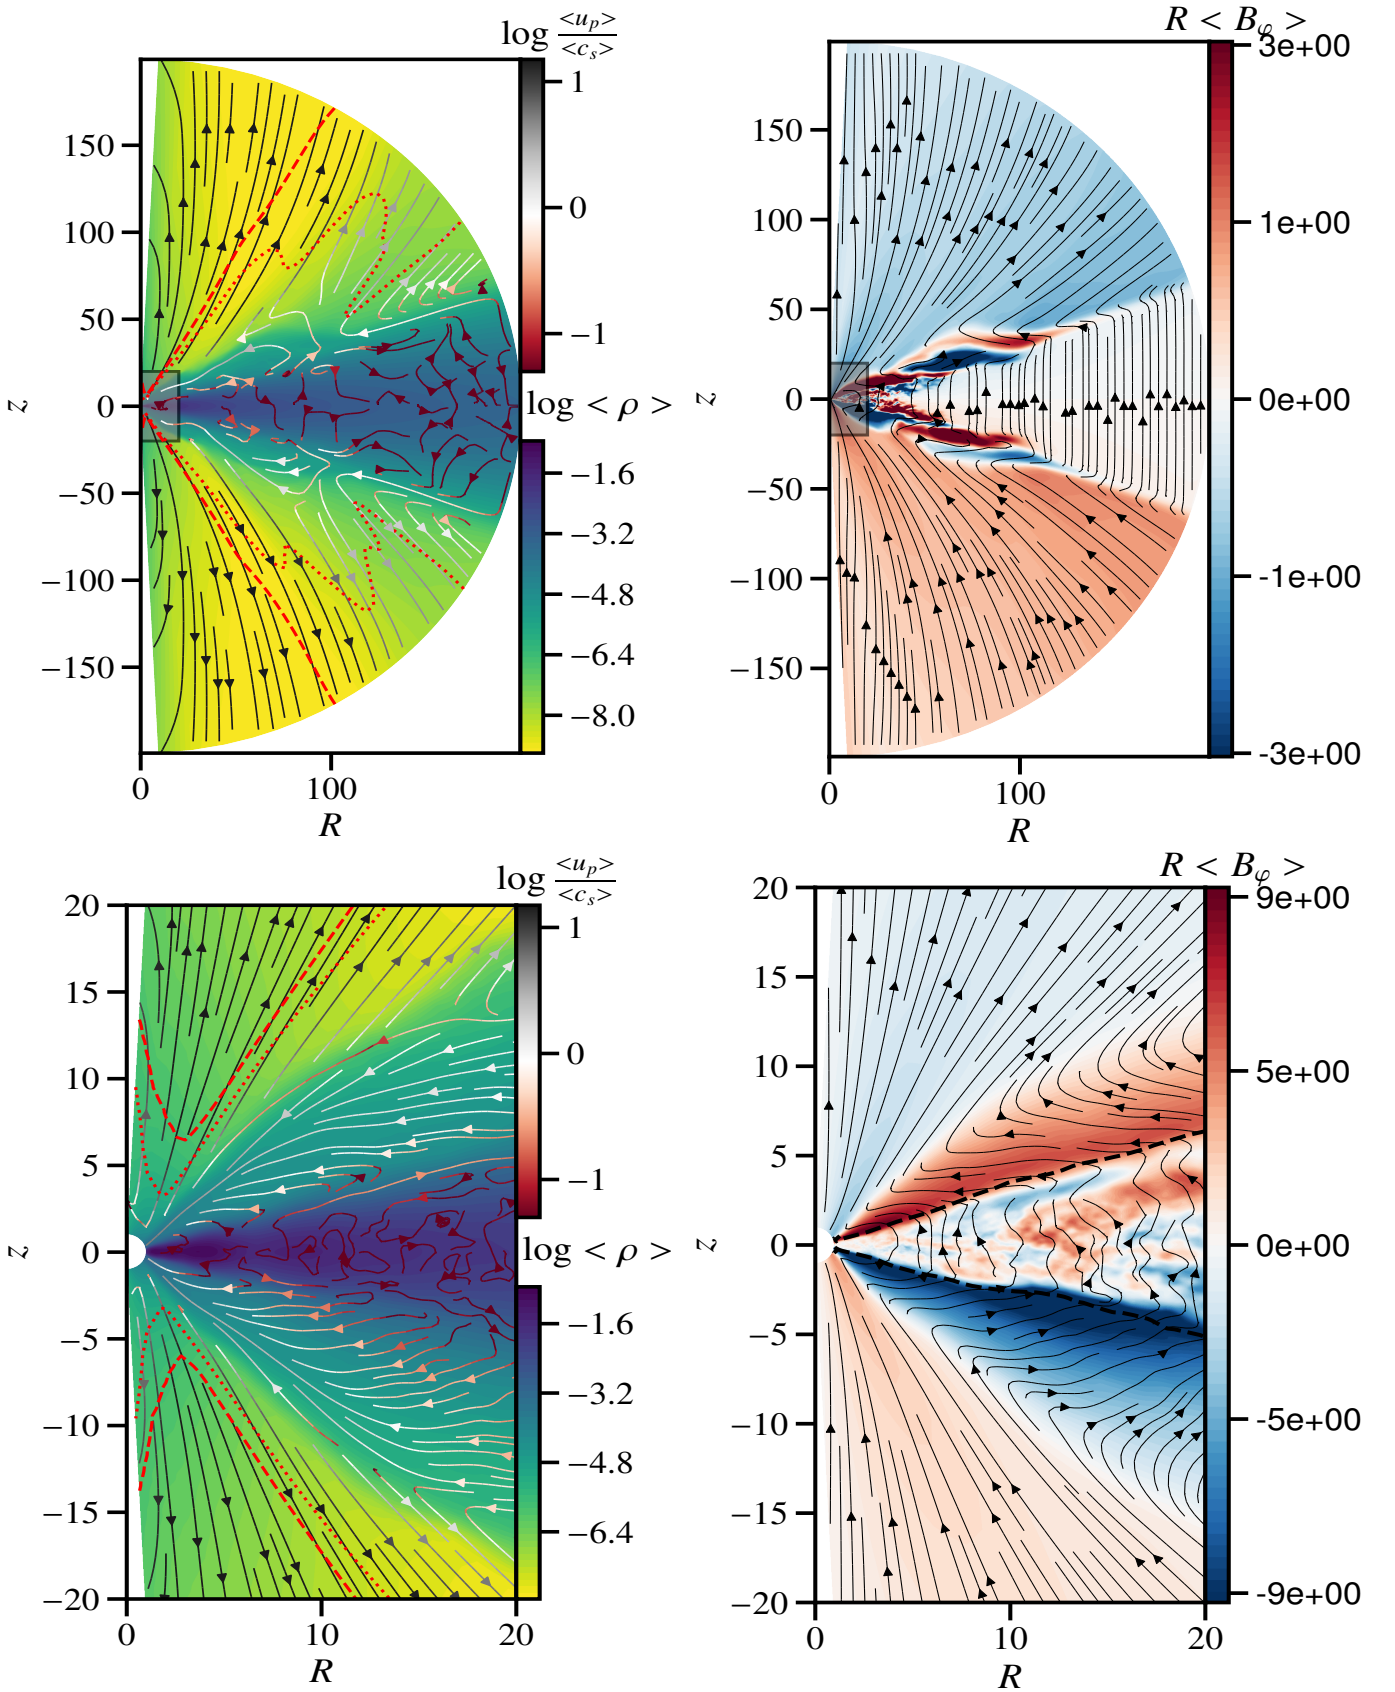 log <u_p>/<c_s>
1
0
−1
log < ρ >
−1.6
−3.2
−4.8
−6.4
−8.0
150
100
50
0
−50
−100
−150
z
0 100
R
R < B_φ >
3e+00
1e+00
0e+00
-1e+00
-3e+00
150
100
50
0
−50
−100
−150
z
0 100
R
log <u_p>/<c_s>
1
0
−1
log < ρ >
−1.6
−3.2
−4.8
−6.4
20
15
10
5
0
−5
−10
−15
−20
z
0 10 20
R
R < B_φ >
9e+00
5e+00
0e+00
-5e+00
-9e+00
20
15
10
5
0
−5
−10
−15
−20
z
0 10 20
R